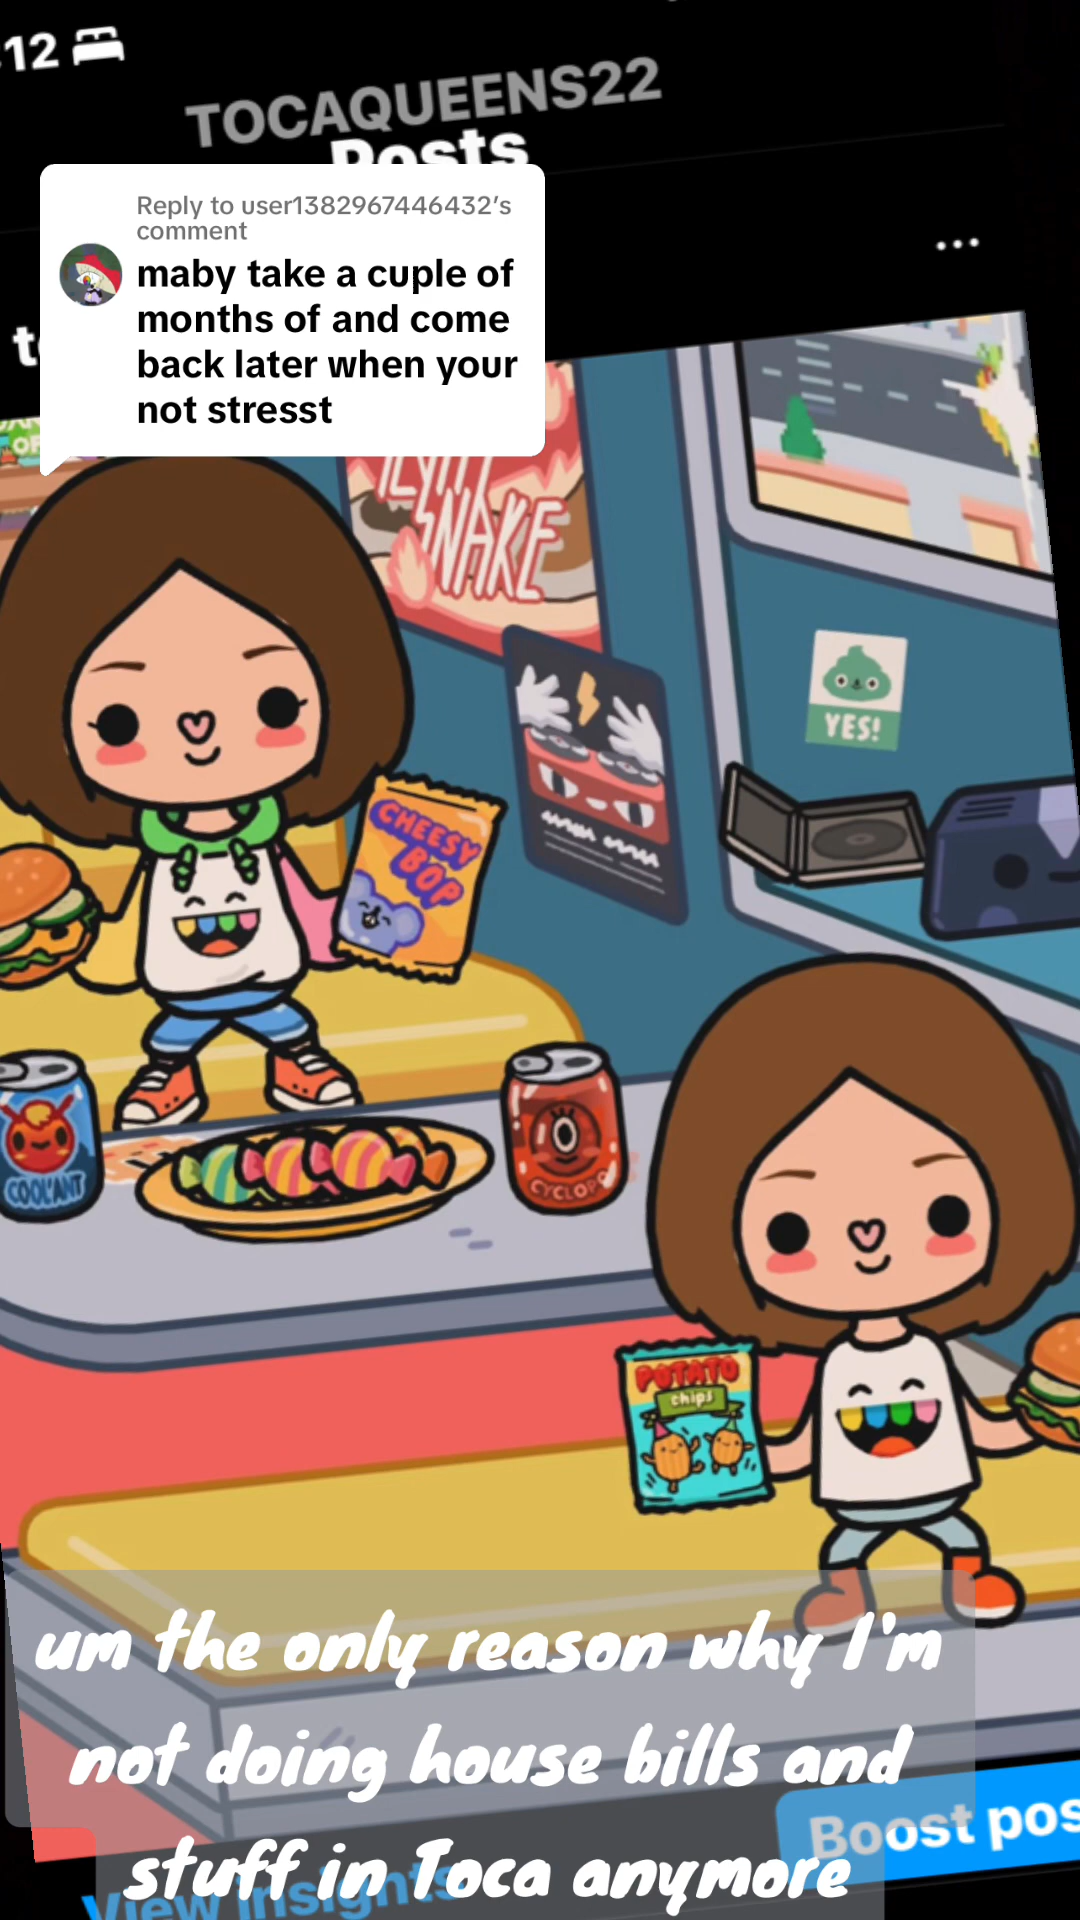 :12
TOCAQUEENS22
Posts
Reply to user1382967446432's
comment
maby take a cuple of
months of and come
back later when your
not stresst
SNAKE
YES!
CHEESY
BOP
COOL'ANT
CYCLOPS
POTATO
chips
um the only reason why I'm
not doing house bills and
stuff in Toca anymore
Boost pos
View insights